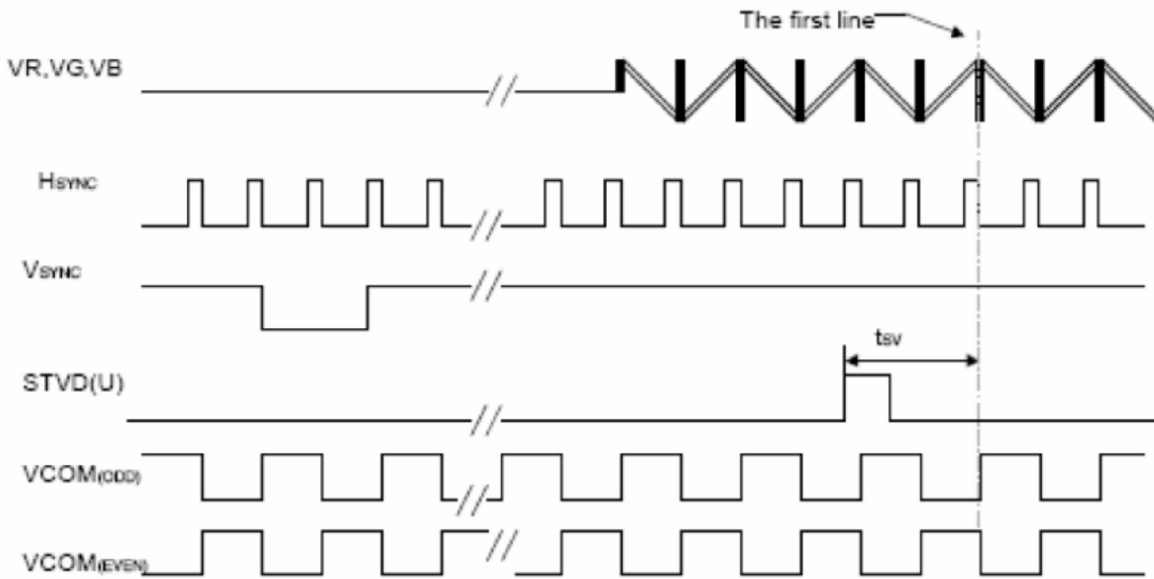 The first line
VR,VG,VB
HSYNC
VSYNC
tSV
STVD(U)
VCOM(ODD)
VCOM(EVEN)